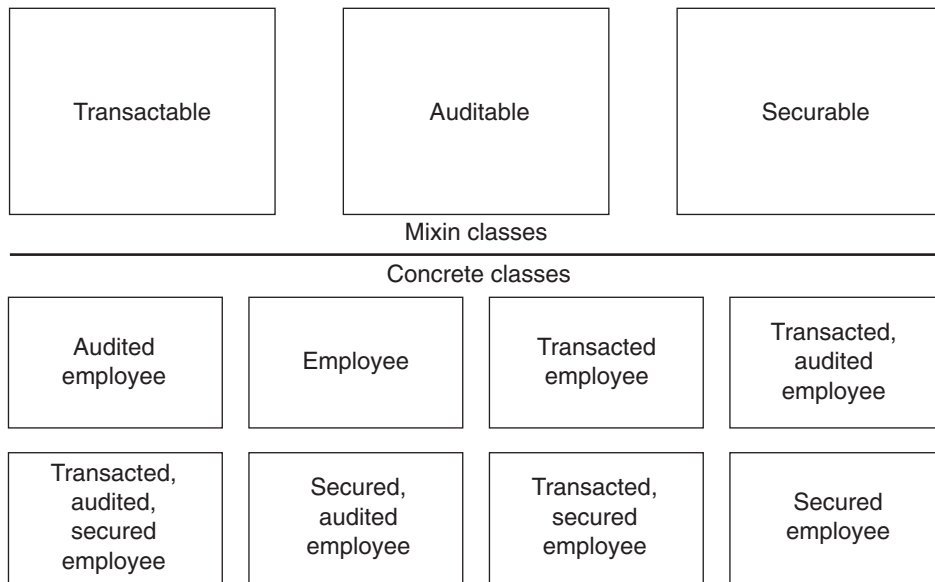 Transactable
Auditable
Securable
Mixin classes
Concrete classes
Audited
employee
Employee
Transacted
employee
Transacted,
audited
employee
Transacted,
audited,
secured
employee
Secured,
audited
employee
Transacted,
secured
employee
Secured
employee